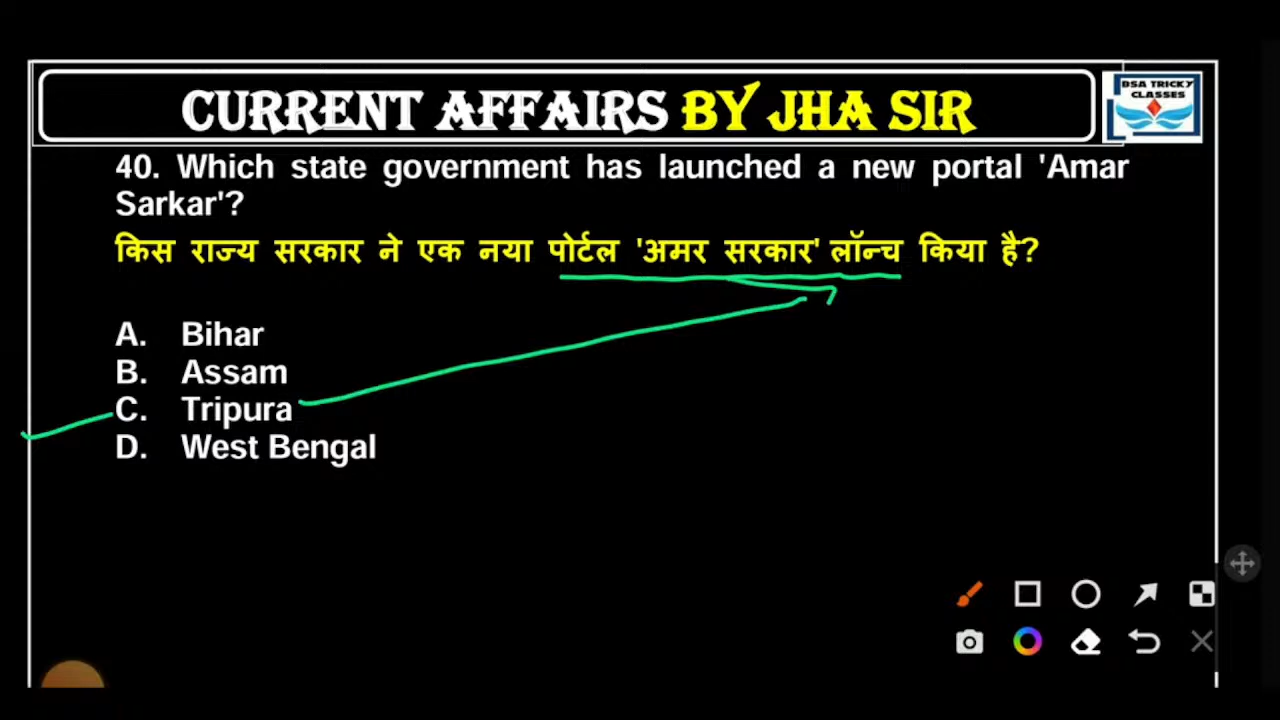 CURRENT AFFAIRS BY JHA SIR
DSA TRICKY
CLASSES
40. Which state government has launched a new portal 'Amar
Sarkar'?
किस राज्य सरकार ने एक नया पोर्टल 'अमर सरकार' लॉन्च किया है?
A. Bihar
B. Assam
C. Tripura
D. West Bengal